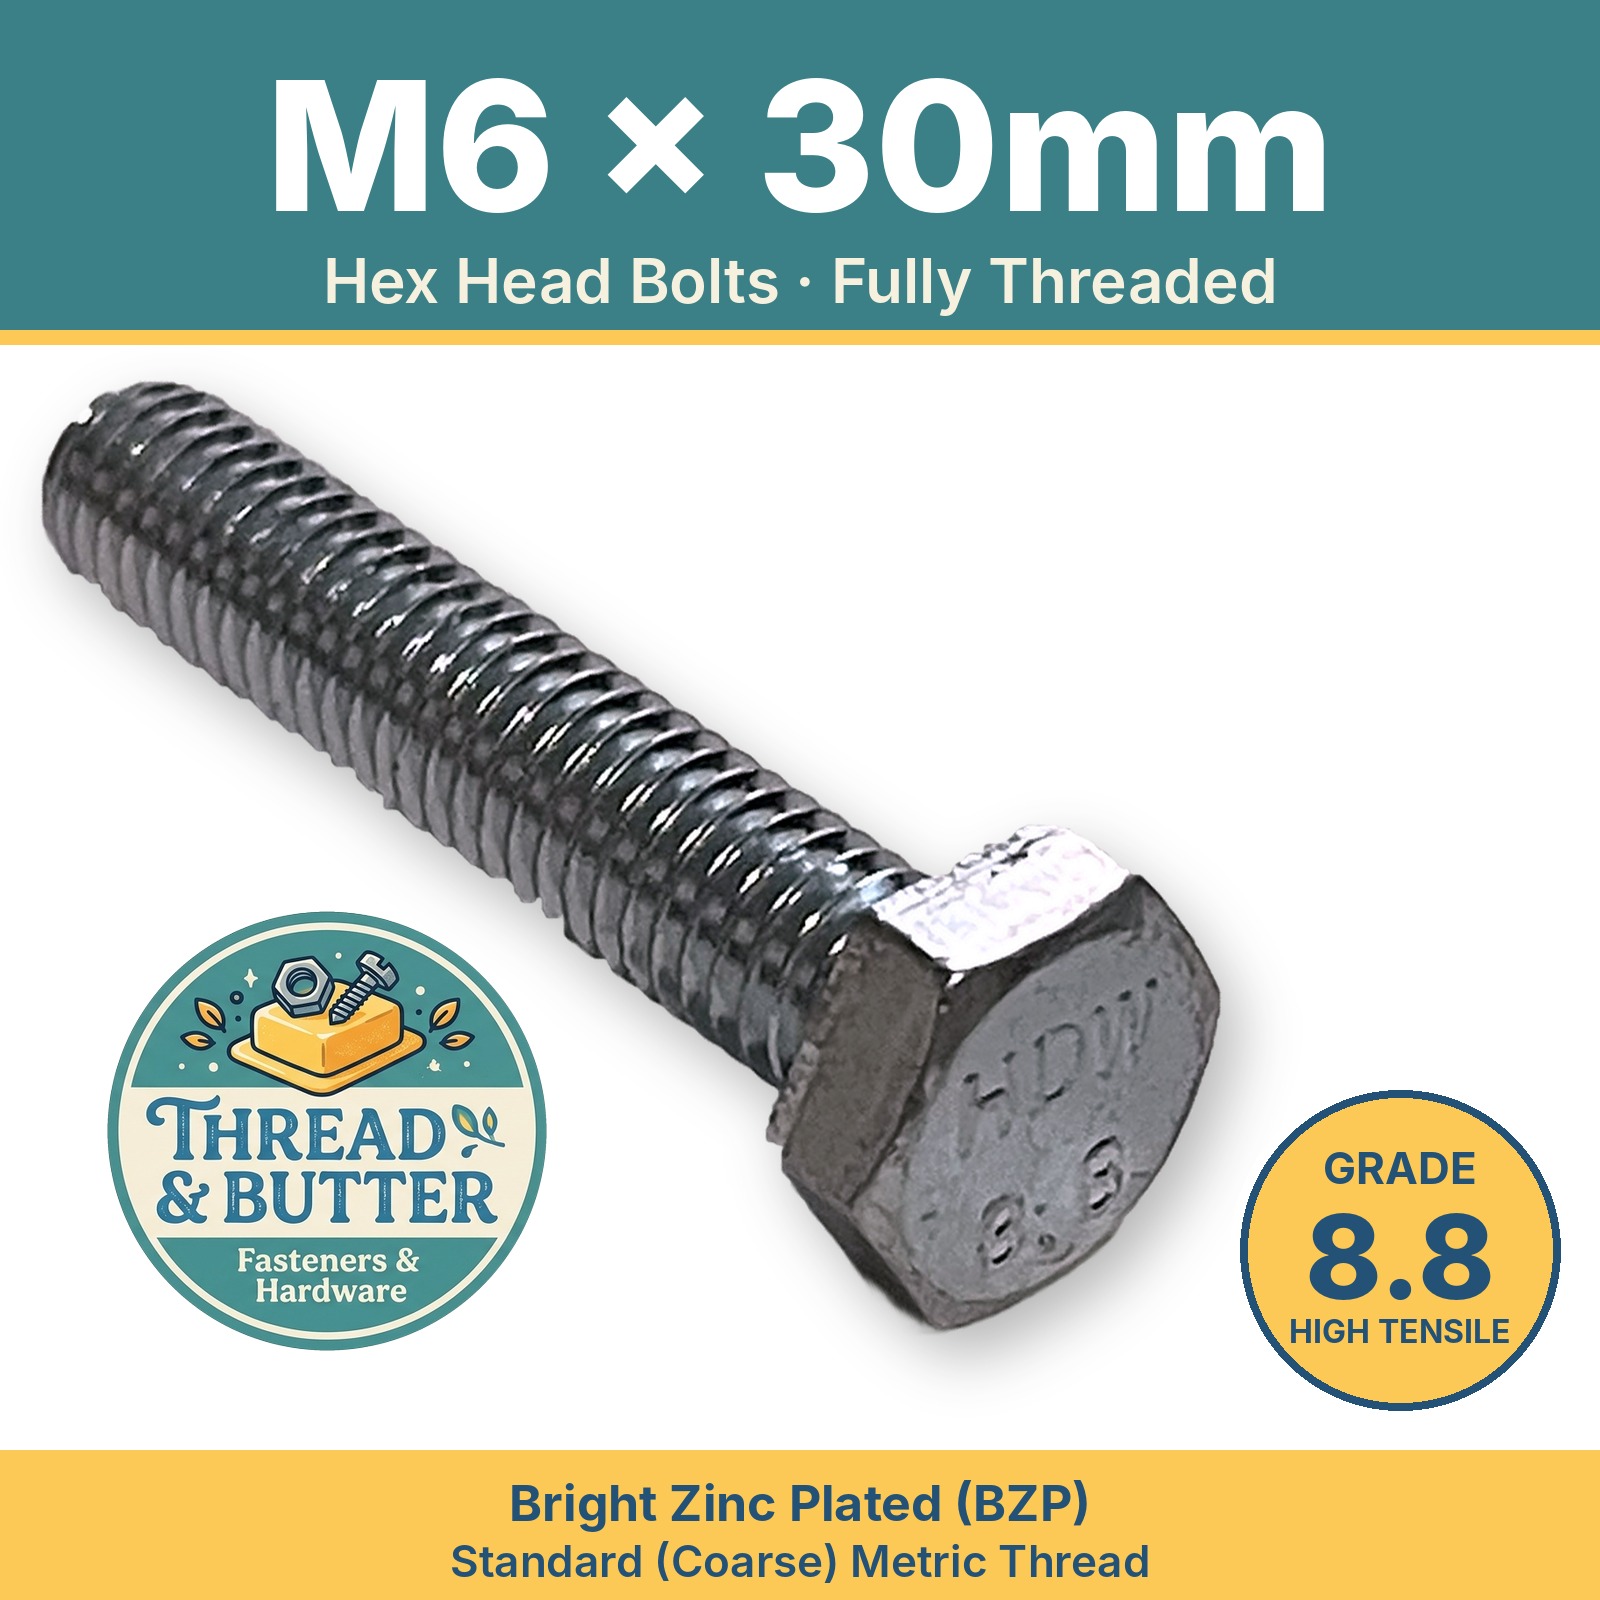 M6 × 30mm
Hex Head Bolts · Fully Threaded
HDW
8.8
THREAD
& BUTTER
Fasteners &
Hardware
GRADE
8.8
HIGH TENSILE
Bright Zinc Plated (BZP)
Standard (Coarse) Metric Thread